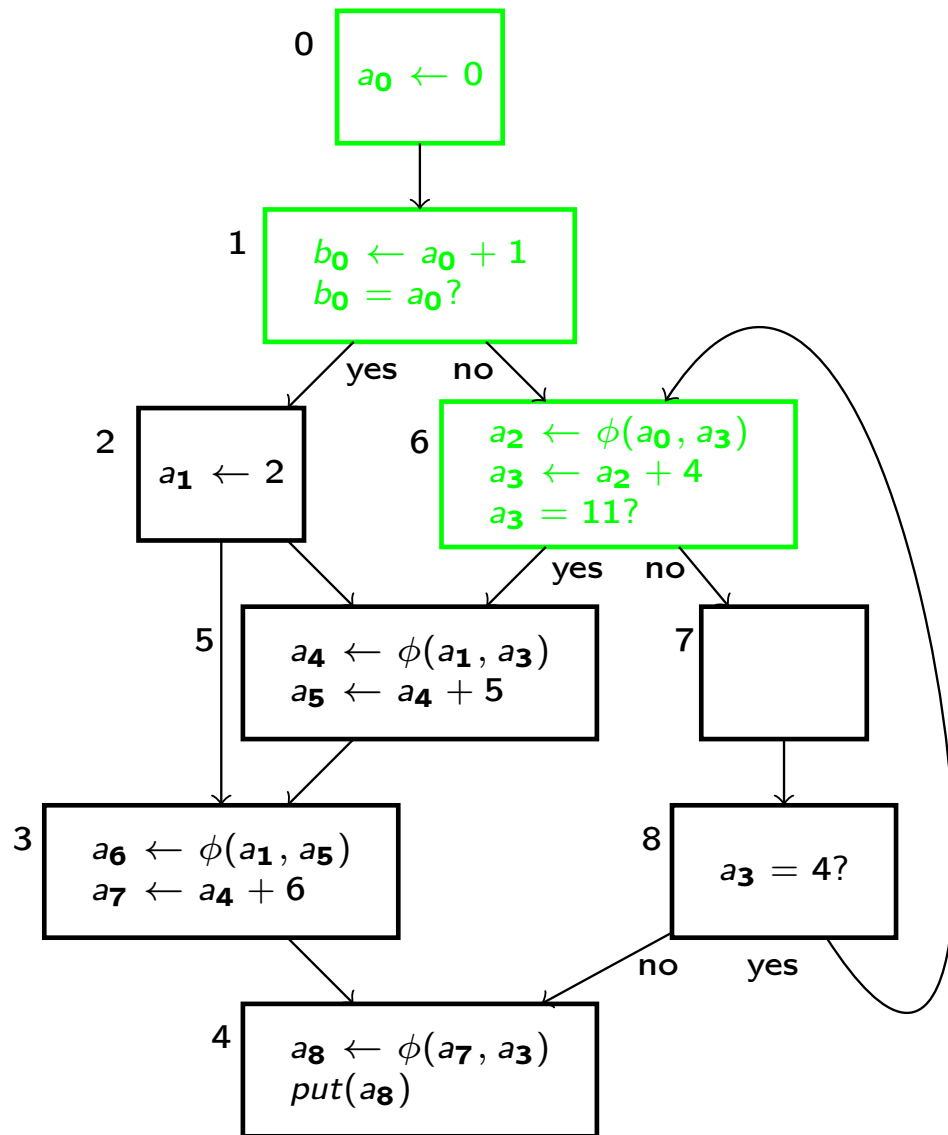 0
a₀ ← 0
1
b₀ ← a₀ + 1
b₀ = a₀?
yes no
2
a₁ ← 2
6
a₂ ← ϕ(a₀, a₃)
a₃ ← a₂ + 4
a₃ = 11?
yes no
5
a₄ ← ϕ(a₁, a₃)
a₅ ← a₄ + 5
7
3
a₆ ← ϕ(a₁, a₅)
a₇ ← a₄ + 6
8
a₃ = 4?
no yes
4
a₈ ← ϕ(a₇, a₃)
put(a₈)